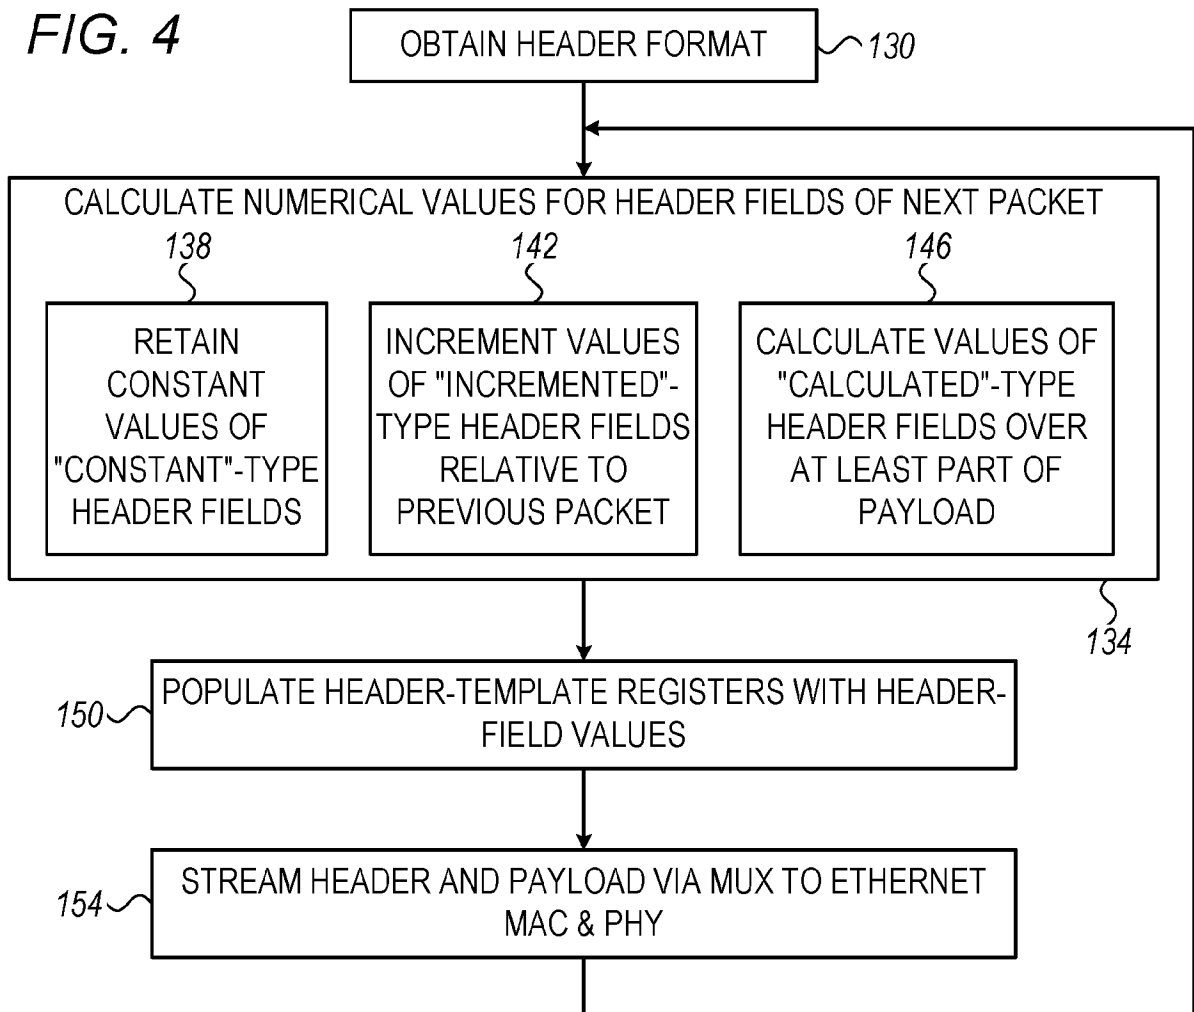 FIG. 4
OBTAIN HEADER FORMAT
130
CALCULATE NUMERICAL VALUES FOR HEADER FIELDS OF NEXT PACKET
138
RETAIN
CONSTANT
VALUES OF
"CONSTANT"-TYPE
HEADER FIELDS
142
INCREMENT VALUES
OF "INCREMENTED"-
TYPE HEADER FIELDS
RELATIVE TO
PREVIOUS PACKET
146
CALCULATE VALUES OF
"CALCULATED"-TYPE
HEADER FIELDS OVER
AT LEAST PART OF
PAYLOAD
134
150
POPULATE HEADER-TEMPLATE REGISTERS WITH HEADER-
FIELD VALUES
154
STREAM HEADER AND PAYLOAD VIA MUX TO ETHERNET
MAC & PHY